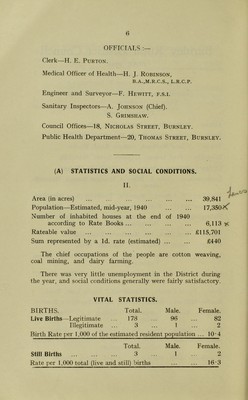 6
OFFICIALS :—
Clerk—H. E. Purton.
Medical Officer of Health—H. J. Robinson,
B.A., M.R.C.S., L.R.C.P.
Engineer and Surveyor—F. Hewitt, F.S.I.
Sanitary Inspectors—A. Johnson (Chief).
S. Grimshaw.
Council Offices—18, Nicholas Street, Burnley.
Public Health Department—20, Thomas Street, Burnley.
(A) STATISTICS AND SOCIAL CONDITIONS.
II.
Area (in acres) ... ... ... ... ... 39,841
Population—Estimated, mid-year, 1940 ... ... 17,380
Number of inhabited houses at the end of 1940
according to Rate Books ... ... ... ... 6,113
Rateable value ... ... ... ... ... £115,701
Sum represented by a 1d. rate (estimated) ... ... £440
The chief occupations of the people are cotton weaving,
coal mining, and dairy farming.
There was very little unemployment in the District during
the year, and social conditions generally were fairly satisfactory.
VITAL STATISTICS.
BIRTHS. Total. Male. Female.
Live Births—Legitimate ... 178 96 82
Illegitimate ... 3 1 2
Birth Rate per 1,000 of the estimated resident population ... 10·4
Total. Male. Female.
Still Births ... ... ... 3 1 2
Rate per 1,000 total (live and still) births ... 16·3